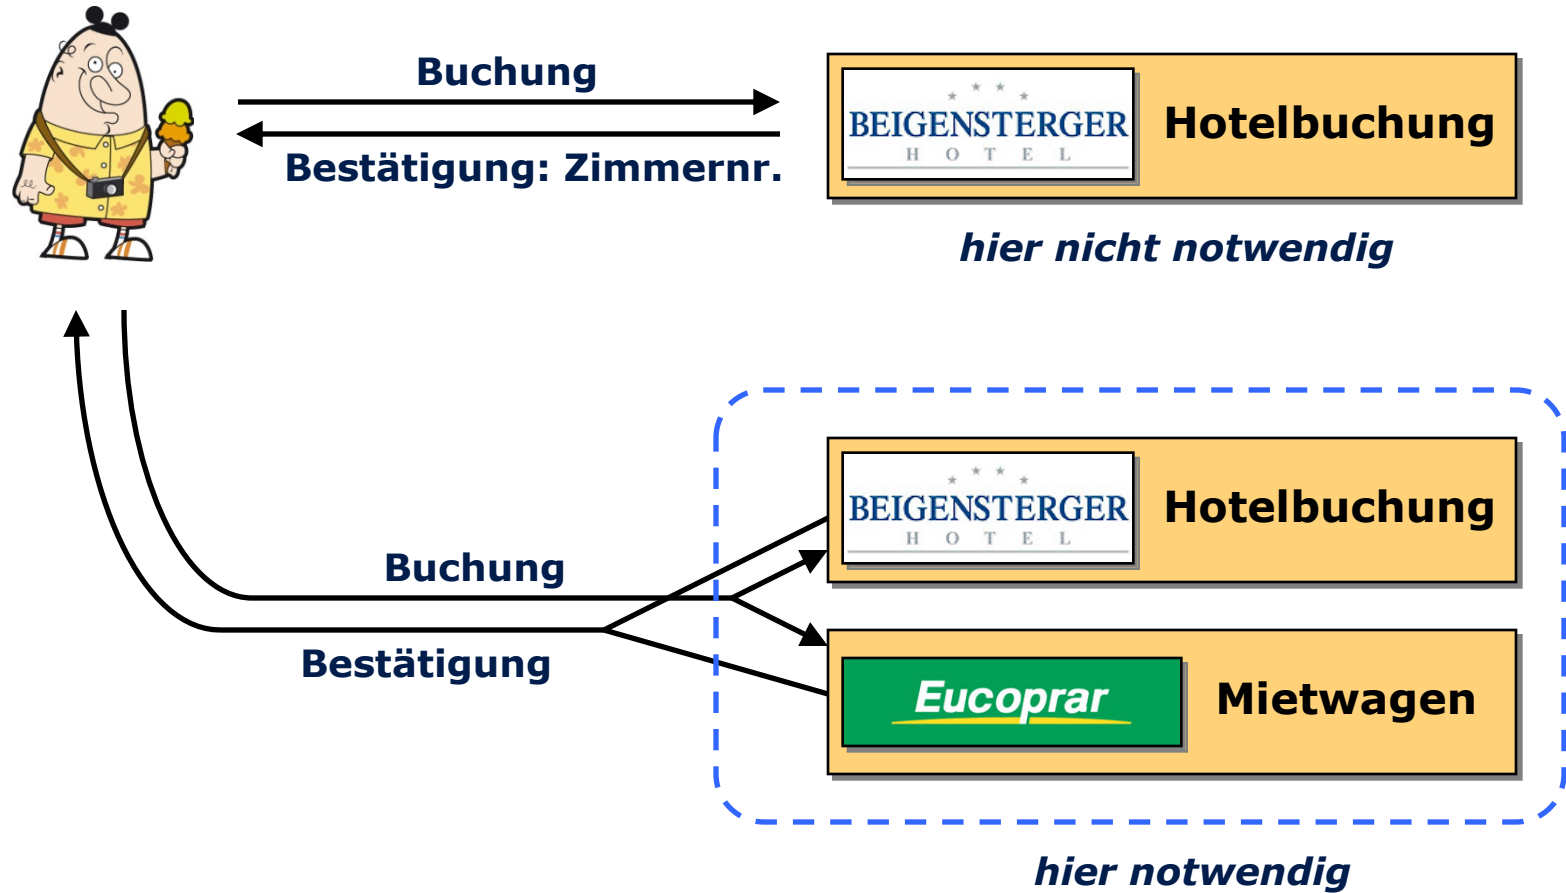 Buchung
Bestätigung: Zimmernr.
BEIGENSTERGER
HOTEL
Hotelbuchung
hier nicht notwendig
Buchung
Bestätigung
BEIGENSTERGER
HOTEL
Hotelbuchung
Eucoprar
Mietwagen
hier notwendig